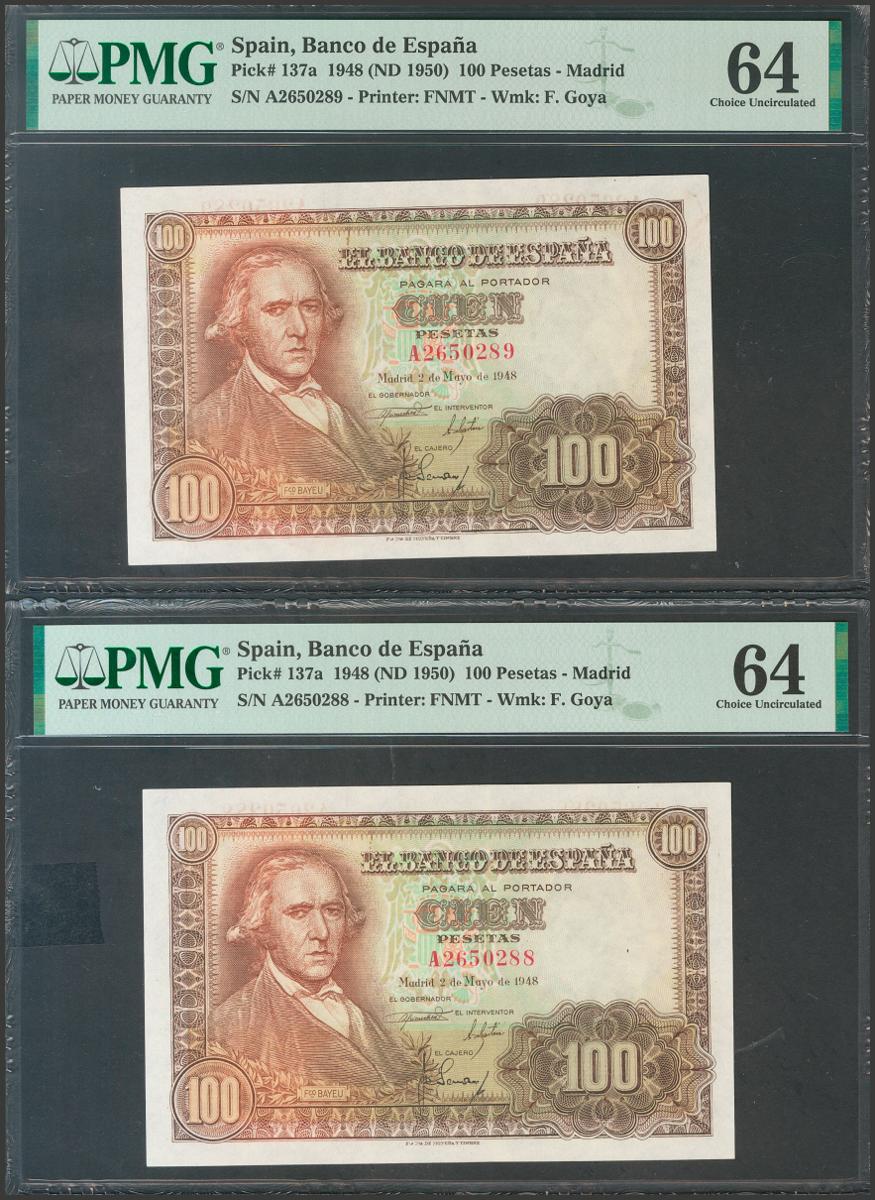 PMG®
PAPER MONEY GUARANTY
Spain, Banco de España
Pick# 137a 1948 (ND 1950) 100 Pesetas - Madrid
S/N A2650289 - Printer: FNMT - Wmk: F. Goya
64
Choice Uncirculated
100
100
EL BANCO DE ESPAÑA
PAGARA AL PORTADOR
CIEN
PESETAS
A2650289
Madrid 2 de Mayo de 1948
EL GOBERNADOR
EL INTERVENTOR
EL CAJERO
100
100
Fco BAYEU
PMG®
PAPER MONEY GUARANTY
Spain, Banco de España
Pick# 137a 1948 (ND 1950) 100 Pesetas - Madrid
S/N A2650288 - Printer: FNMT - Wmk: F. Goya
64
Choice Uncirculated
100
100
EL BANCO DE ESPAÑA
PAGARA AL PORTADOR
CIEN
PESETAS
A2650288
Madrid 2 de Mayo de 1948
EL GOBERNADOR
EL INTERVENTOR
EL CAJERO
100
100
Fco BAYEU